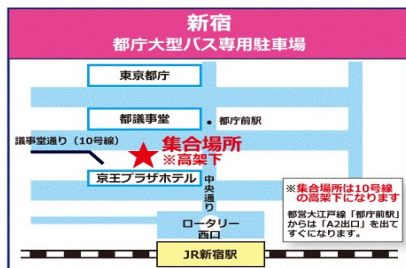 新宿
都庁大型バス専用駐車場
東京都庁
都議事堂
都庁前駅
議事堂通り（10号線）
集合場所
※高架下
京王プラザホテル
中央通り
※集合場所は10号線
の高架下になります
都営大江戸線「都庁前駅」
からは「A2出口」を出て
すぐになります。
ロータリー
西口
JR新宿駅